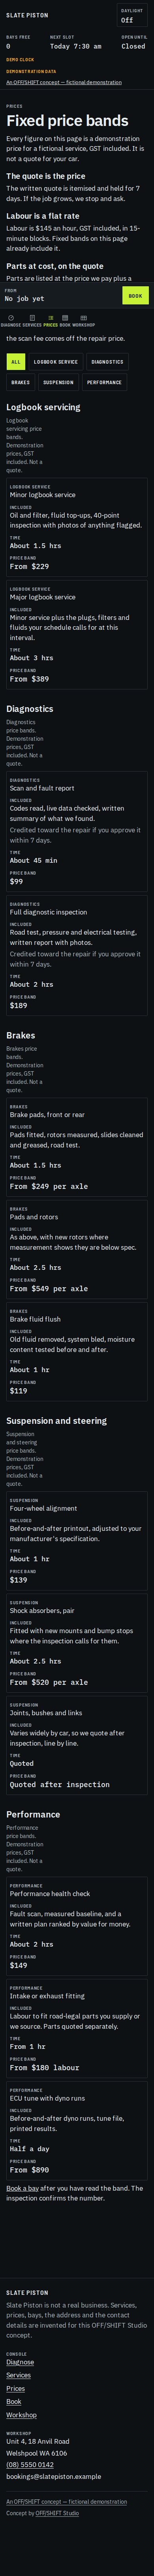 SLATE PISTON
DAYLIGHT
Off
BAYS FREE
0
NEXT SLOT
Today 7:30 am
OPEN UNTIL
Closed
DEMO CLOCK
DEMONSTRATION DATA
An OFF/SHIFT concept — fictional demonstration
PRICES
Fixed price bands
Every figure on this page is a demonstration
price for a fictional service, GST included. It is
not a quote for your car.
The quote is the price
The written quote is itemised and held for 7
days. If the job grows, we stop and ask.
Labour is a flat rate
Labour is $145 an hour, GST included, in 15-
minute blocks. Fixed bands on this page
already include it.
Parts at cost, on the quote
Parts are listed at the price we pay plus a
FROM
No job yet
BOOK
DIAGNOSE
SERVICES
PRICES
BOOK
WORKSHOP
the scan fee comes off the repair price.
ALL
LOGBOOK SERVICE
DIAGNOSTICS
BRAKES
SUSPENSION
PERFORMANCE
Logbook servicing
Logbook
servicing price
bands.
Demonstration
prices, GST
included. Not a
quote.
LOGBOOK SERVICE
Minor logbook service
INCLUDED
Oil and filter, fluid top-ups, 40-point
inspection with photos of anything flagged.
TIME
About 1.5 hrs
PRICE BAND
From $229
LOGBOOK SERVICE
Major logbook service
INCLUDED
Minor service plus the plugs, filters and
fluids your schedule calls for at this
interval.
TIME
About 3 hrs
PRICE BAND
From $389
Diagnostics
Diagnostics
price bands.
Demonstration
prices, GST
included. Not a
quote.
DIAGNOSTICS
Scan and fault report
INCLUDED
Codes read, live data checked, written
summary of what we found.
Credited toward the repair if you approve it
within 7 days.
TIME
About 45 min
PRICE BAND
$99
DIAGNOSTICS
Full diagnostic inspection
INCLUDED
Road test, pressure and electrical testing,
written report with photos.
Credited toward the repair if you approve it
within 7 days.
TIME
About 2 hrs
PRICE BAND
$189
Brakes
Brakes price
bands.
Demonstration
prices, GST
included. Not a
quote.
BRAKES
Brake pads, front or rear
INCLUDED
Pads fitted, rotors measured, slides cleaned
and greased, road test.
TIME
About 1.5 hrs
PRICE BAND
From $249 per axle
BRAKES
Pads and rotors
INCLUDED
As above, with new rotors where
measurement shows they are below spec.
TIME
About 2.5 hrs
PRICE BAND
From $549 per axle
BRAKES
Brake fluid flush
INCLUDED
Old fluid removed, system bled, moisture
content tested before and after.
TIME
About 1 hr
PRICE BAND
$119
Suspension and steering
Suspension
and steering
price bands.
Demonstration
prices, GST
included. Not a
quote.
SUSPENSION
Four-wheel alignment
INCLUDED
Before-and-after printout, adjusted to your
manufacturer's specification.
TIME
About 1 hr
PRICE BAND
$139
SUSPENSION
Shock absorbers, pair
INCLUDED
Fitted with new mounts and bump stops
where the inspection calls for them.
TIME
About 2.5 hrs
PRICE BAND
From $520 per axle
SUSPENSION
Joints, bushes and links
INCLUDED
Varies widely by car, so we quote after
inspection, line by line.
TIME
Quoted
PRICE BAND
Quoted after inspection
Performance
Performance
price bands.
Demonstration
prices, GST
included. Not a
quote.
PERFORMANCE
Performance health check
INCLUDED
Fault scan, measured baseline, and a
written plan ranked by value for money.
TIME
About 2 hrs
PRICE BAND
$149
PERFORMANCE
Intake or exhaust fitting
INCLUDED
Labour to fit road-legal parts you supply or
we source. Parts quoted separately.
TIME
From 1 hr
PRICE BAND
From $180 labour
PERFORMANCE
ECU tune with dyno runs
INCLUDED
Before-and-after dyno runs, tune file,
printed results.
TIME
Half a day
PRICE BAND
From $890
Book a bay after you have read the band. The
inspection confirms the number.
SLATE PISTON
Slate Piston is not a real business. Services,
prices, bays, the address and the contact
details are invented for this OFF/SHIFT Studio
concept.
CONSOLE
Diagnose
Services
Prices
Book
Workshop
WORKSHOP
Unit 4, 18 Anvil Road
Welshpool WA 6106
(08) 5550 0142
bookings@slatepiston.example
An OFF/SHIFT concept — fictional demonstration
Concept by OFF/SHIFT Studio